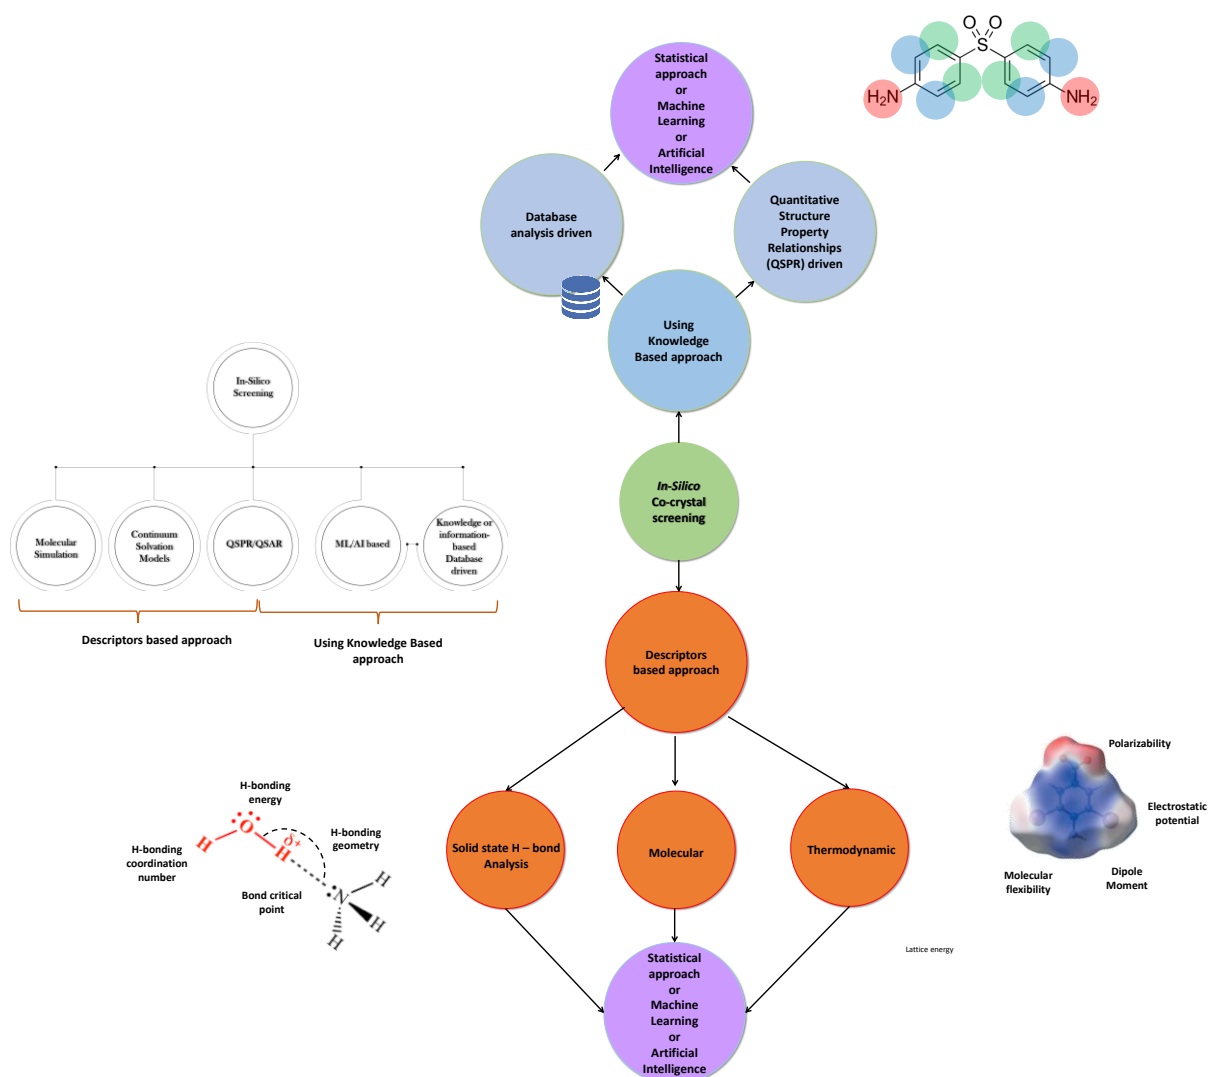 O O
S
H2N
NH2
Statistical
approach
or
Machine
Learning
or
Artificial
Intelligence
Database
analysis driven
Quantitative
Structure
Property
Relationships
(QSPR) driven
Using
Knowledge
Based approach
In-Silico
Co-crystal
screening
In-Silico
Screening
Molecular
Simulation
Continuum
Solvation
Models
QSPR/QSAR
ML/AI based
Knowledge or
information-
based
Database
driven
Descriptors based approach
Using Knowledge Based
approach
Descriptors
based approach
Solid state H – bond
Analysis
Molecular
Thermodynamic
Statistical
approach
or
Machine
Learning
or
Artificial
Intelligence
H-bonding
energy
H-bonding
coordination
number
H-bonding
geometry
Bond critical
point
H
O
δ+
H
N
H
H
H
Polarizability
Electrostatic
potential
Dipole
Moment
Molecular
flexibility
Lattice energy